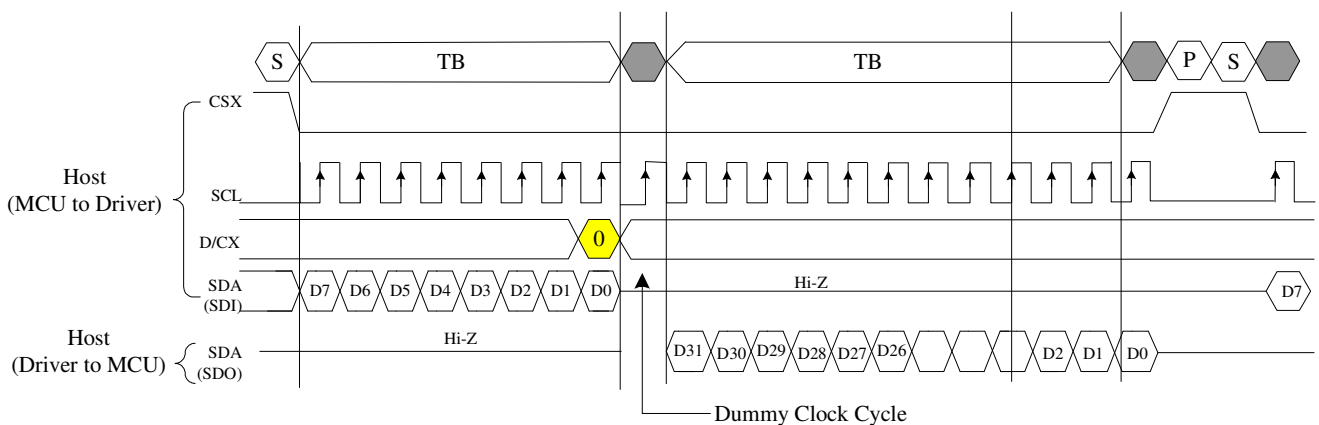 S TB TB P S
CSX
Host
(MCU to Driver)
SCL
D/CX 0
SDA
(SDI)
D7 D6 D5 D4 D3 D2 D1 D0 Hi-Z D7
Host
(Driver to MCU)
SDA
(SDO)
Hi-Z D31 D30 D29 D28 D27 D26 D2 D1 D0
Dummy Clock Cycle